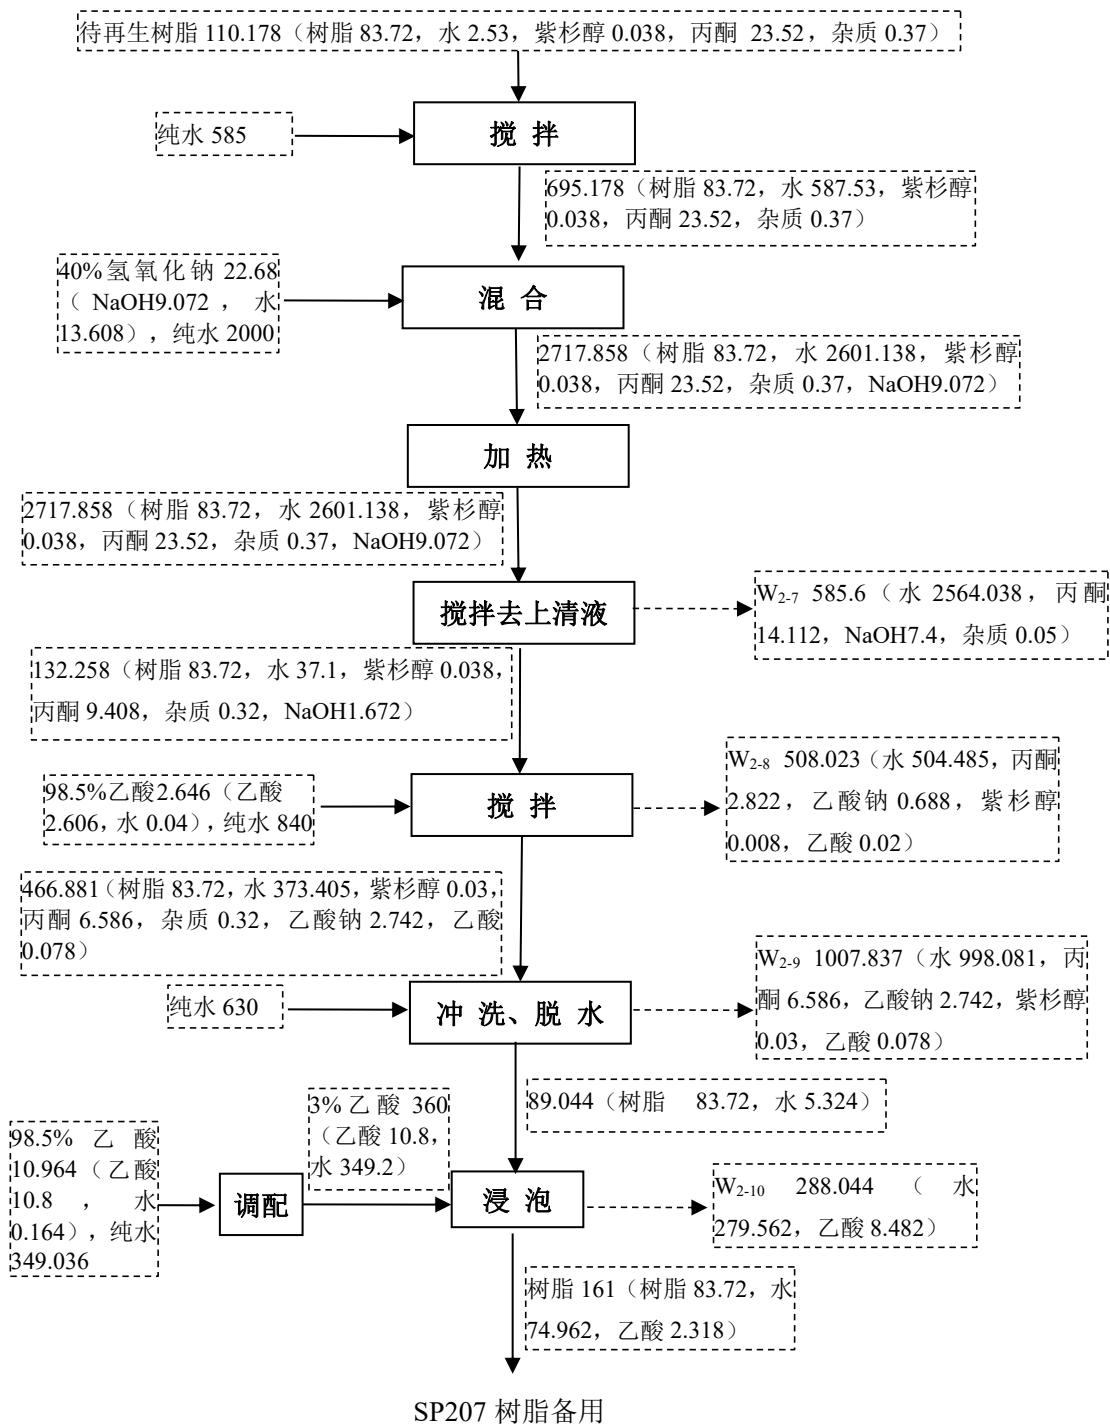 待再生树脂 110.178（树脂 83.72，水 2.53，紫杉醇 0.038，丙酮 23.52，杂质 0.37）
纯水 585
搅 拌
695.178（树脂 83.72，水 587.53，紫杉醇
0.038，丙酮 23.52，杂质 0.37）
40%氢氧化钠 22.68
（ NaOH9.072 ， 水
13.608），纯水 2000
混 合
2717.858（树脂 83.72，水 2601.138，紫杉醇
0.038，丙酮 23.52，杂质 0.37，NaOH9.072）
加 热
2717.858（树脂 83.72，水 2601.138，紫杉醇
0.038，丙酮 23.52，杂质 0.37，NaOH9.072）
搅拌去上清液
W2-7 585.6（水 2564.038，丙酮
14.112，NaOH7.4，杂质 0.05）
132.258（树脂 83.72，水 37.1，紫杉醇 0.038，
丙酮 9.408，杂质 0.32，NaOH1.672）
98.5%乙酸2.646（乙酸
2.606，水 0.04），纯水 840
搅 拌
W2-8 508.023（水 504.485，丙酮
2.822，乙酸钠 0.688，紫杉醇
0.008，乙酸 0.02）
466.881（树脂 83.72，水 373.405，紫杉醇 0.03，
丙酮 6.586，杂质 0.32，乙酸钠 2.742，乙酸
0.078）
纯水 630
冲 洗、脱 水
W2-9 1007.837（水 998.081，丙
酮 6.586，乙酸钠 2.742，紫杉醇
0.03，乙酸 0.078）
89.044（树脂 83.72，水 5.324）
98.5% 乙 酸
10.964（乙酸
10.8 ， 水
0.164），纯水
349.036
调配
3%乙酸 360
（乙酸 10.8，
水 349.2）
浸 泡
W2-10 288.044 （ 水
279.562，乙酸 8.482）
树脂 161（树脂 83.72，水
74.962，乙酸 2.318）
SP207 树脂备用